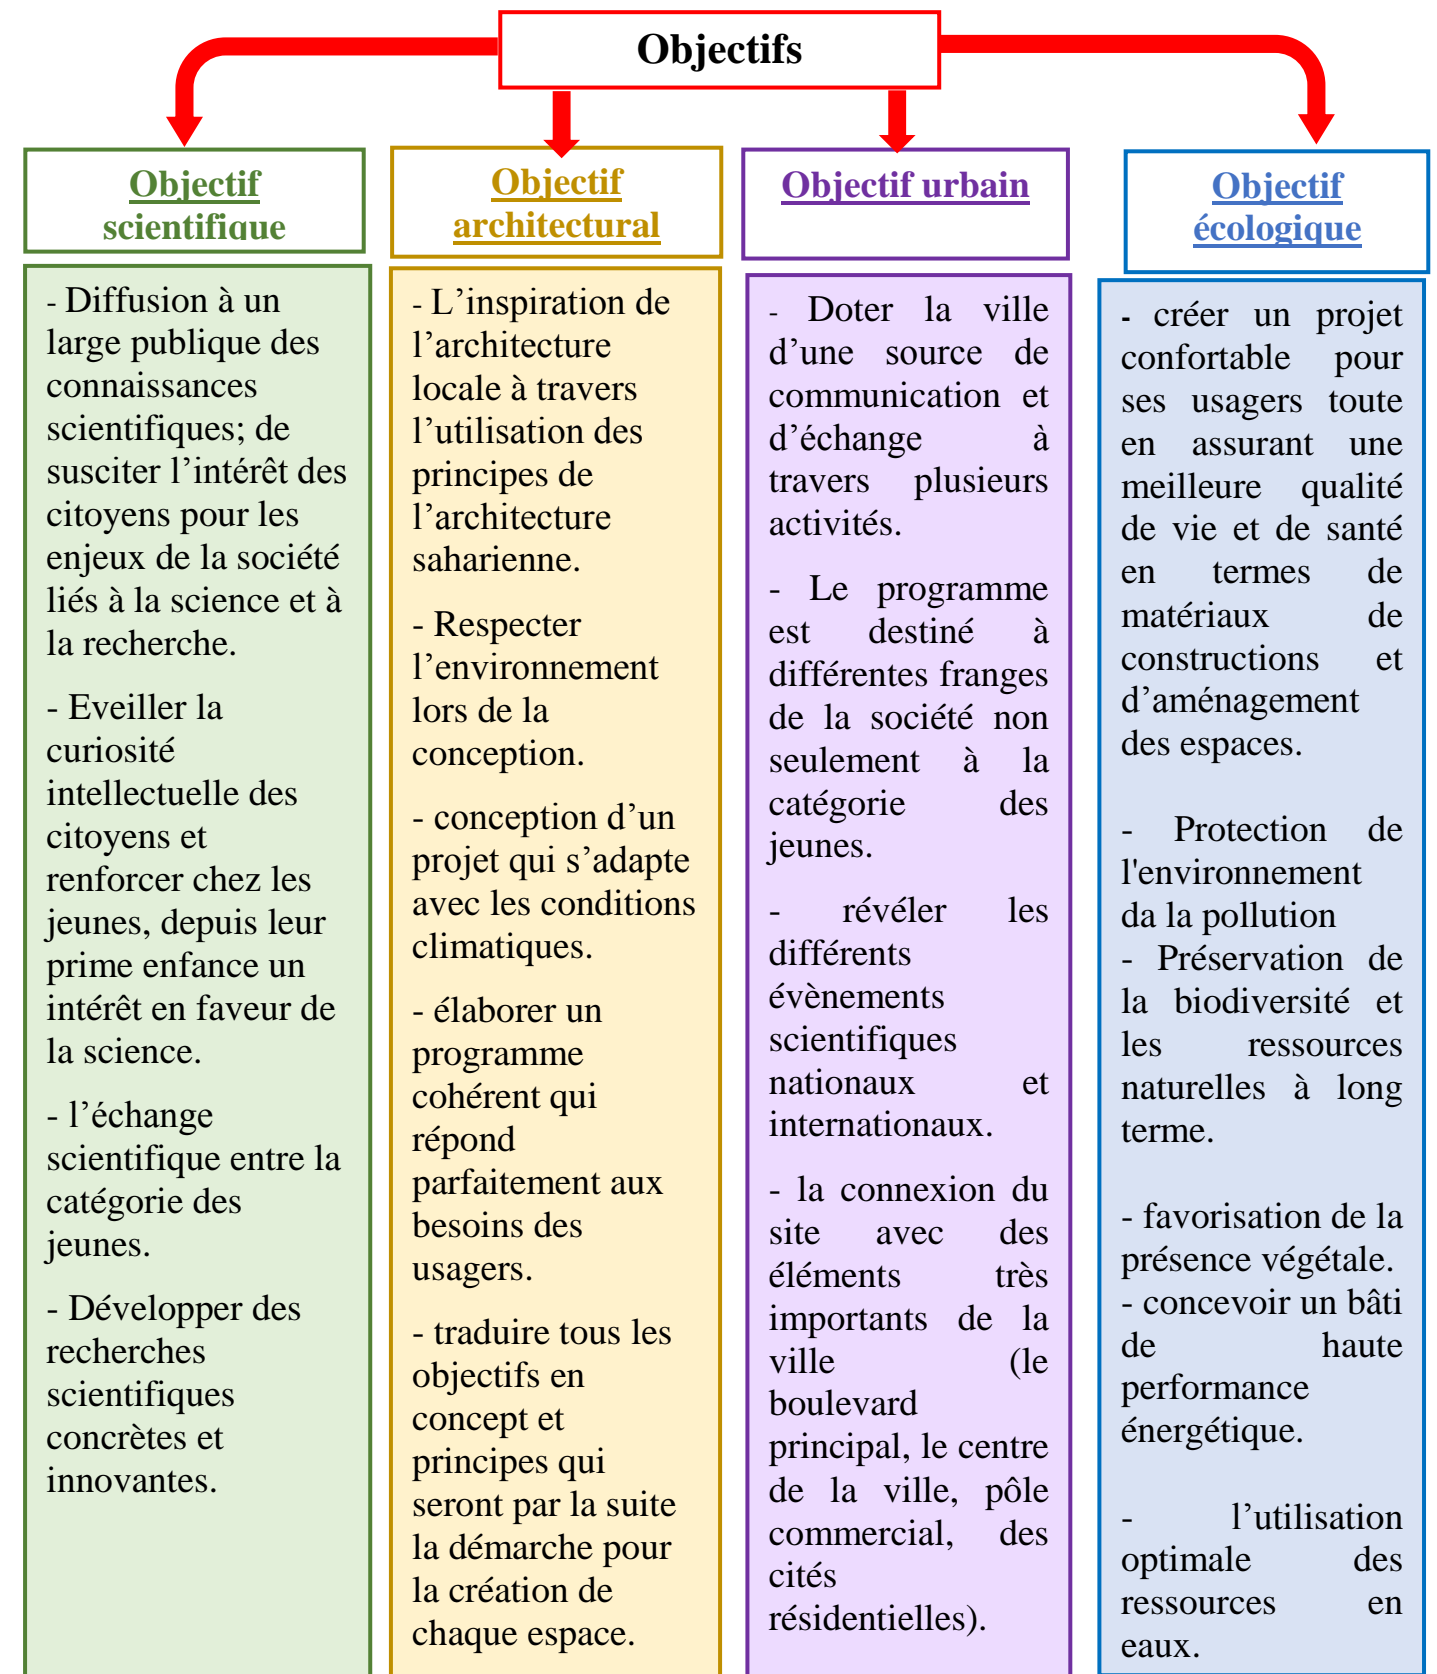 Objectifs
Objectif
scientifique
- Diffusion à un
large publique des
connaissances
scientifiques; de
susciter l’intérêt des
citoyens pour les
enjeux de la société
liés à la science et à
la recherche.
- Eveiller la
curiosité
intellectuelle des
citoyens et
renforcer chez les
jeunes, depuis leur
prime enfance un
intérêt en faveur de
la science.
- l’échange
scientifique entre la
catégorie des
jeunes.
- Développer des
recherches
scientifiques
concrètes et
innovantes.
Objectif
architectural
- L’inspiration de
l’architecture
locale à travers
l’utilisation des
principes de
l’architecture
saharienne.
- Respecter
l’environnement
lors de la
conception.
- conception d’un
projet qui s’adapte
avec les conditions
climatiques.
- élaborer un
programme
cohérent qui
répond
parfaitement aux
besoins des
usagers.
- traduire tous les
objectifs en
concept et
principes qui
seront par la suite
la démarche pour
la création de
chaque espace.
Objectif urbain
- Doter la ville
d’une source de
communication et
d’échange à
travers plusieurs
activités.
- Le programme
est destiné à
différentes franges
de la société non
seulement à la
catégorie des
jeunes.
- révéler les
différents
évènements
scientifiques
nationaux et
internationaux.
- la connexion du
site avec des
éléments très
importants de la
ville (le
boulevard
principal, le centre
de la ville, pôle
commercial, des
cités
résidentielles).
Objectif
écologique
- créer un projet
confortable pour
ses usagers toute
en assurant une
meilleure qualité
de vie et de santé
en termes de
matériaux de
constructions et
d’aménagement
des espaces.
- Protection de
l'environnement
da la pollution
- Préservation de
la biodiversité et
les ressources
naturelles à long
terme.
- favorisation de la
présence végétale.
- concevoir un bâti
de haute
performance
énergétique.
- l’utilisation
optimale des
ressources en
eaux.